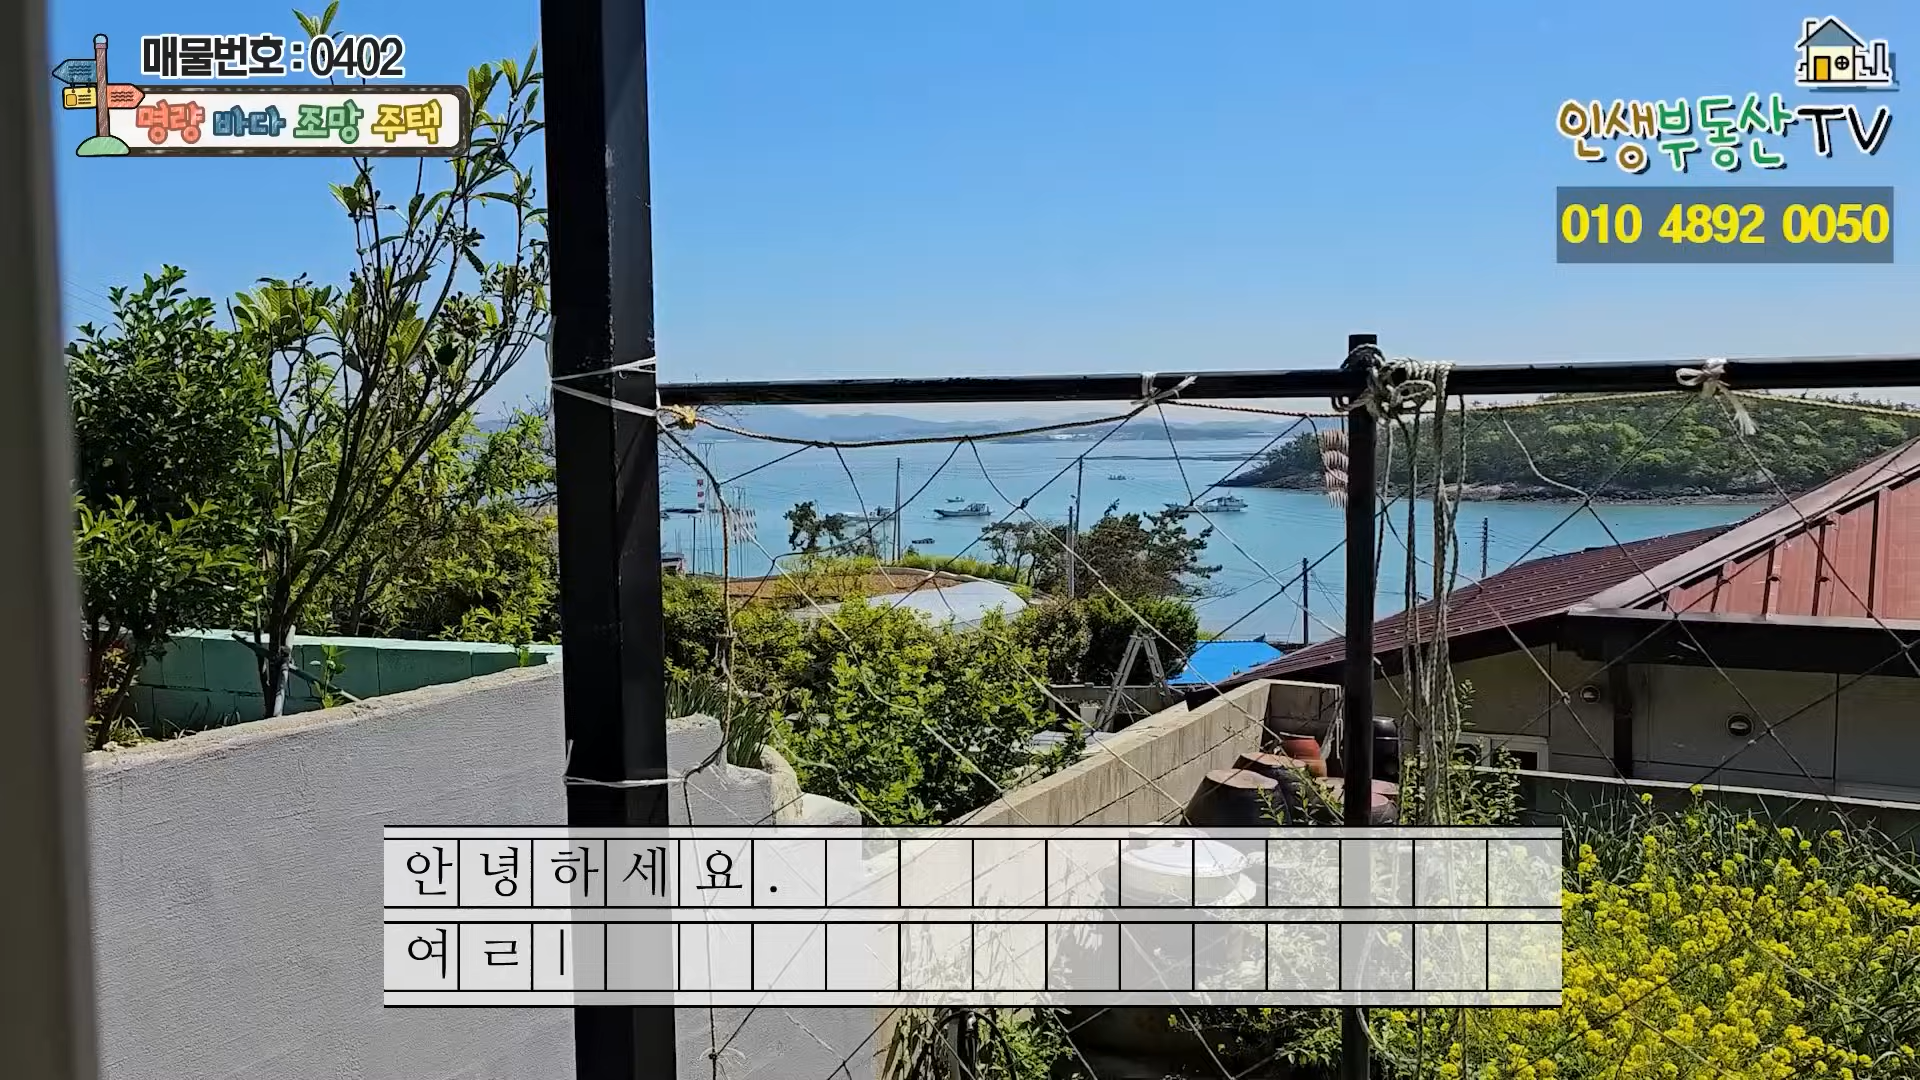 매물번호 : 0402
명량 바다 조망 주택
인생부동산TV
010 4892 0050
안녕하세요.
여ㄹ